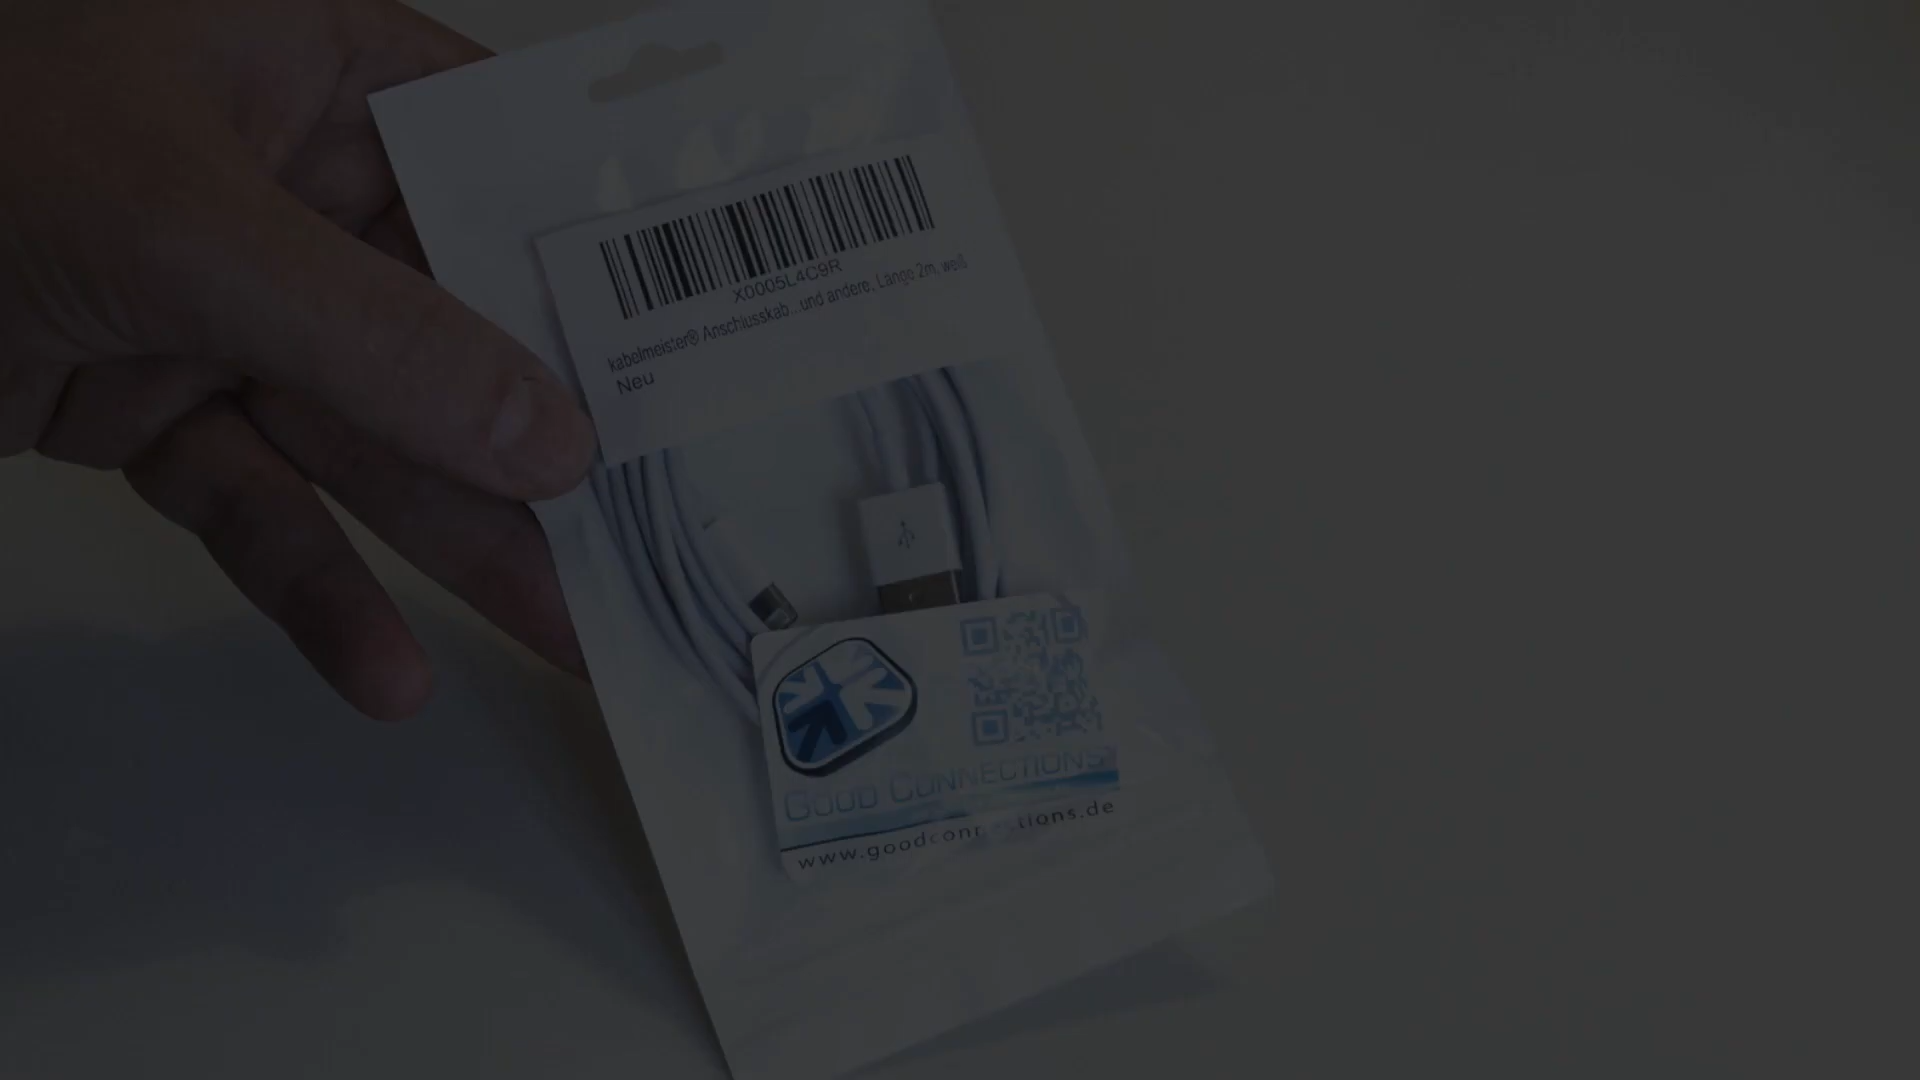 X0005L4C9R
kabelmeister® Anschlusskab...und andere, Länge 2m, weiß
Neu
GOOD CONNECTIONS
www.goodconnections.de